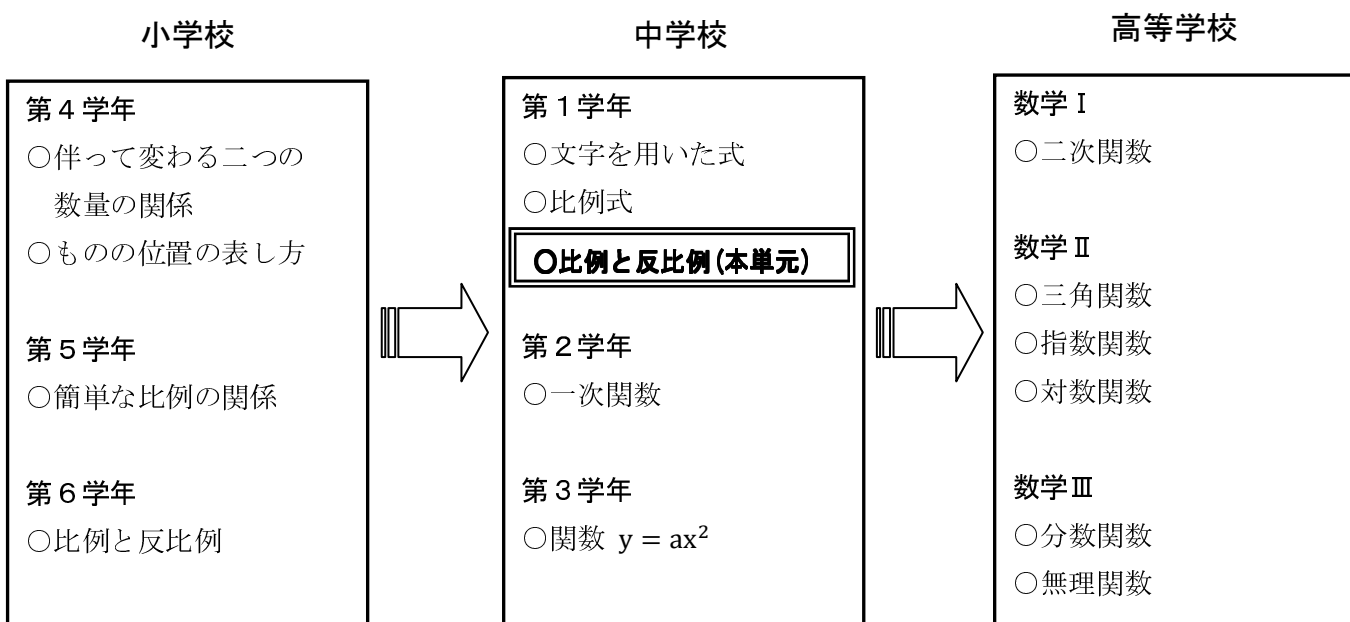 小学校
第４学年
○伴って変わる二つの
数量の関係
○ものの位置の表し方
第５学年
○簡単な比例の関係
第６学年
○比例と反比例
中学校
第１学年
○文字を用いた式
○比例式
○比例と反比例(本単元)
第２学年
○一次関数
第３学年
○関数 y = ax²
高等学校
数学Ⅰ
○二次関数
数学Ⅱ
○三角関数
○指数関数
○対数関数
数学Ⅲ
○分数関数
○無理関数